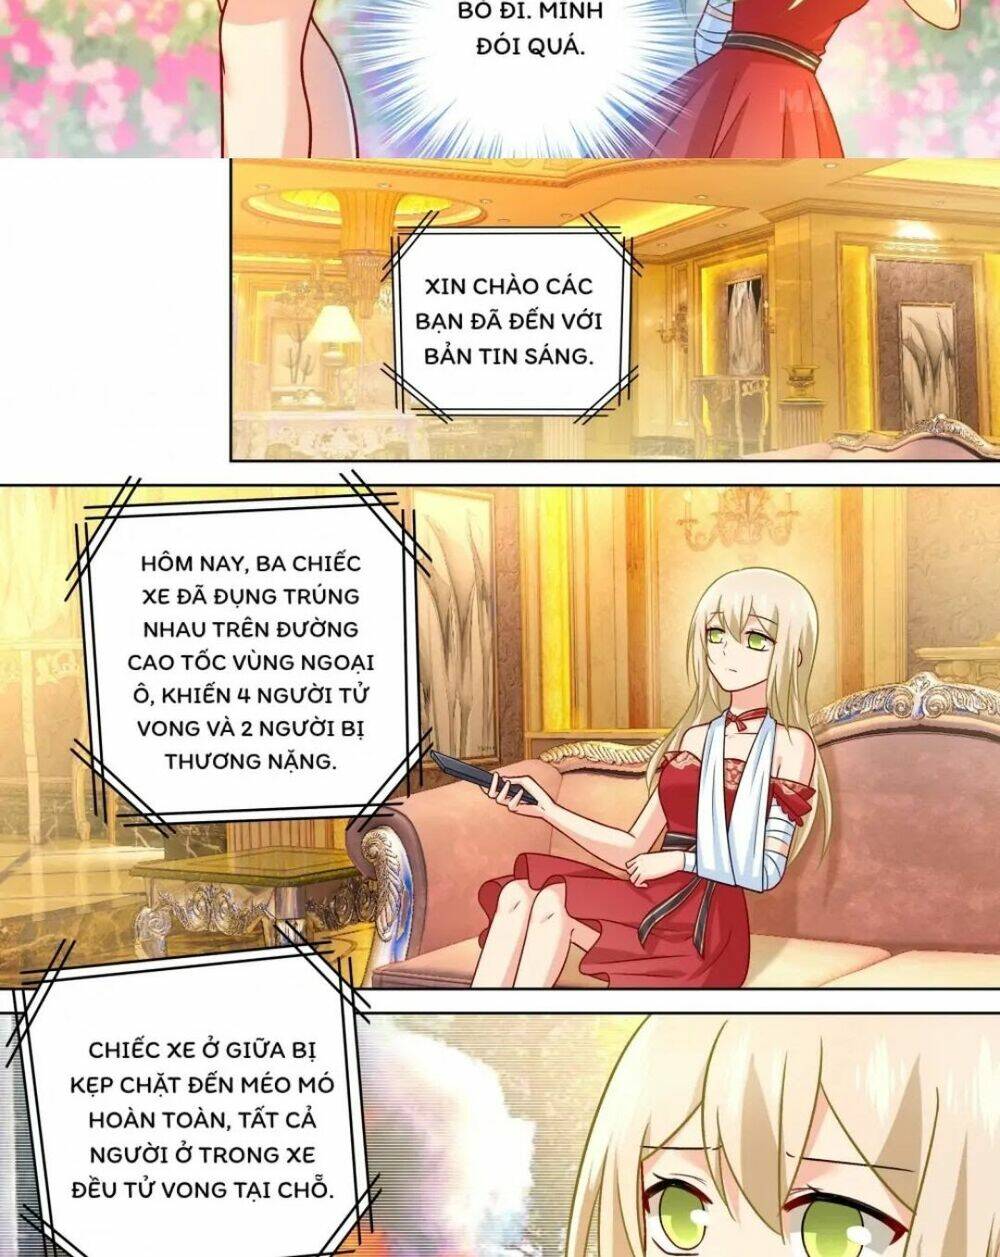 BỎ ĐI. MÌNH
ĐÓI QUÁ.
XIN CHÀO CÁC
BẠN ĐÃ ĐẾN VỚI
BẢN TIN SÁNG.
HÔM NAY, BA CHIẾC
XE ĐÃ ĐỤNG TRÚNG
NHAU TRÊN ĐƯỜNG
CAO TỐC VÙNG NGOẠI
Ô, KHIẾN 4 NGƯỜI TỬ
VONG VÀ 2 NGƯỜI BỊ
THƯƠNG NẶNG.
CHIẾC XE Ở GIỮA BỊ
KẸP CHẶT ĐẾN MÉO MÓ
HOÀN TOÀN, TẤT CẢ
NGƯỜI Ở TRONG XE
ĐỀU TỬ VONG TẠI CHỖ.